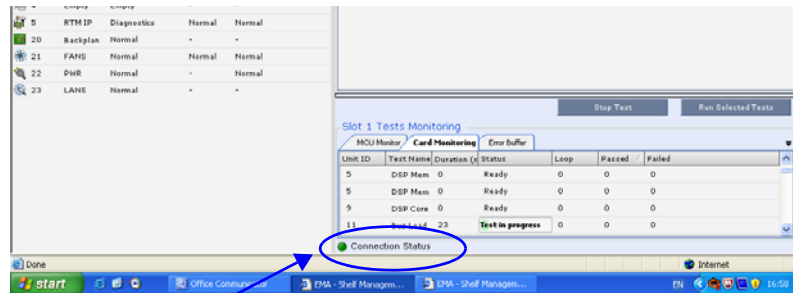 5 RTM IP Diagnostics Normal Normal
20 Backplan Normal - -
21 FANS Normal Normal Normal
22 PWR Normal - Normal
23 LANS Normal - -
Stop Test Run Selected Tests
Slot 1 Tests Monitoring
MCU Monitor Card Monitoring Error Buffer
Unit ID Test Name Duration (s Status Loop Passed Failed
5 DSP Mem 0 Ready 0 0 0
5 DSP Mem 0 Ready 0 0 0
9 DSP Core 0 Ready 0 0 0
11 Bus Load 23 Test in progress 0 0 0
Connection Status
Done Internet
start Office Communicator EMA - Shelf Managem... EMA - Shelf Managem... EN 16:58